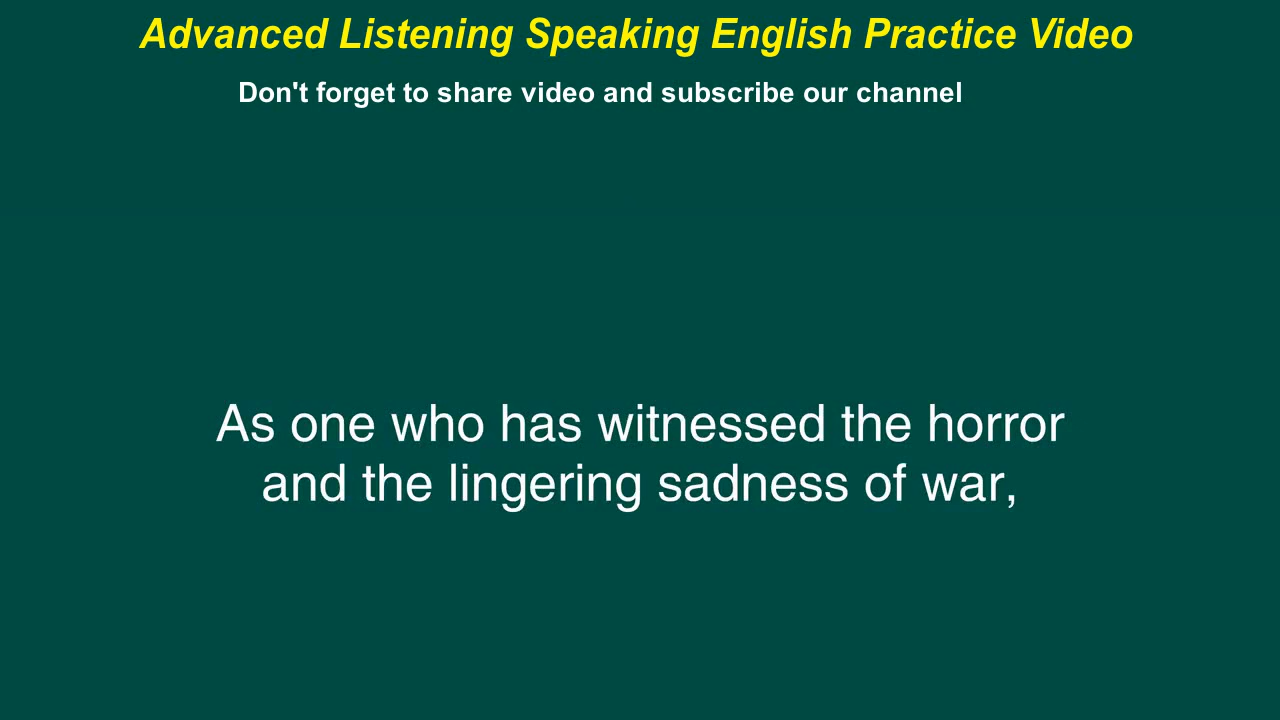 Advanced Listening Speaking English Practice Video
Don't forget to share video and subscribe our channel
As one who has witnessed the horror
and the lingering sadness of war,